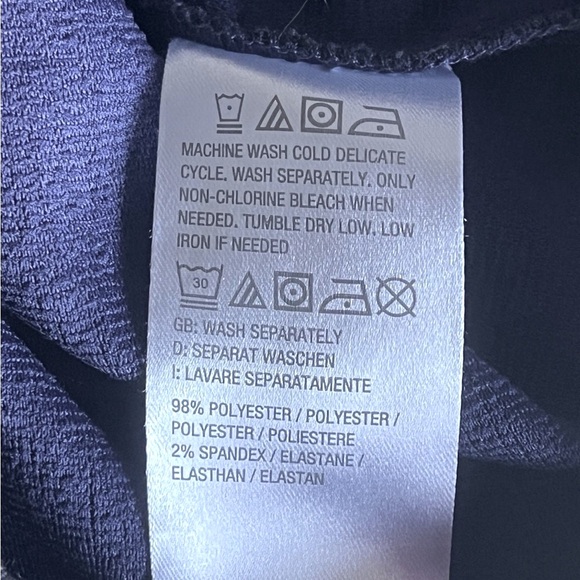 MACHINE WASH COLD DELICATE
CYCLE. WASH SEPARATELY. ONLY
NON-CHLORINE BLEACH WHEN
NEEDED. TUMBLE DRY LOW. LOW
IRON IF NEEDED
30
GB: WASH SEPARATELY
D: SEPARAT WASCHEN
I: LAVARE SEPARATAMENTE
98% POLYESTER / POLYESTER /
POLYESTER / POLIESTERE
2% SPANDEX / ELASTANE /
ELASTHAN / ELASTAN